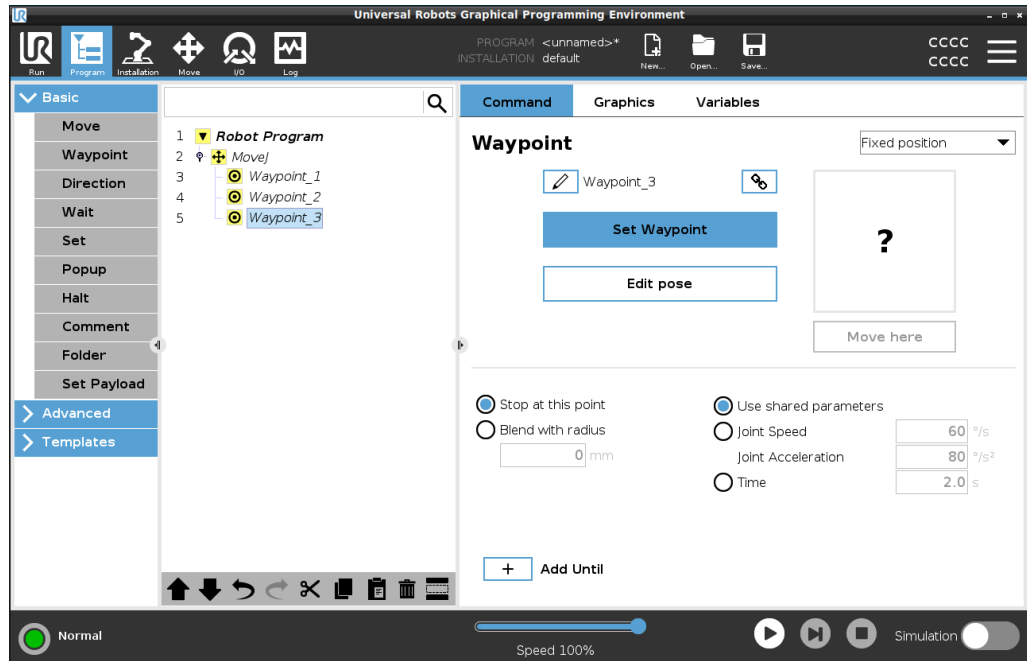 Universal Robots Graphical Programming Environment
Run
Program
Installation
Move
I/O
Log
PROGRAM <unnamed>*
INSTALLATION default
New...
Open...
Save...
CCCC
CCCC
Basic
Move
Waypoint
Direction
Wait
Set
Popup
Halt
Comment
Folder
Set Payload
Advanced
Templates
1 Robot Program
2 MoveJ
3 Waypoint_1
4 Waypoint_2
5 Waypoint_3
Command Graphics Variables
Waypoint
Fixed position
Waypoint_3
Set Waypoint
Edit pose
?
Move here
Stop at this point
Blend with radius
0 mm
Use shared parameters
Joint Speed 60 °/s
Joint Acceleration 80 °/s²
Time 2.0 s
+ Add Until
Normal
Speed 100%
Simulation